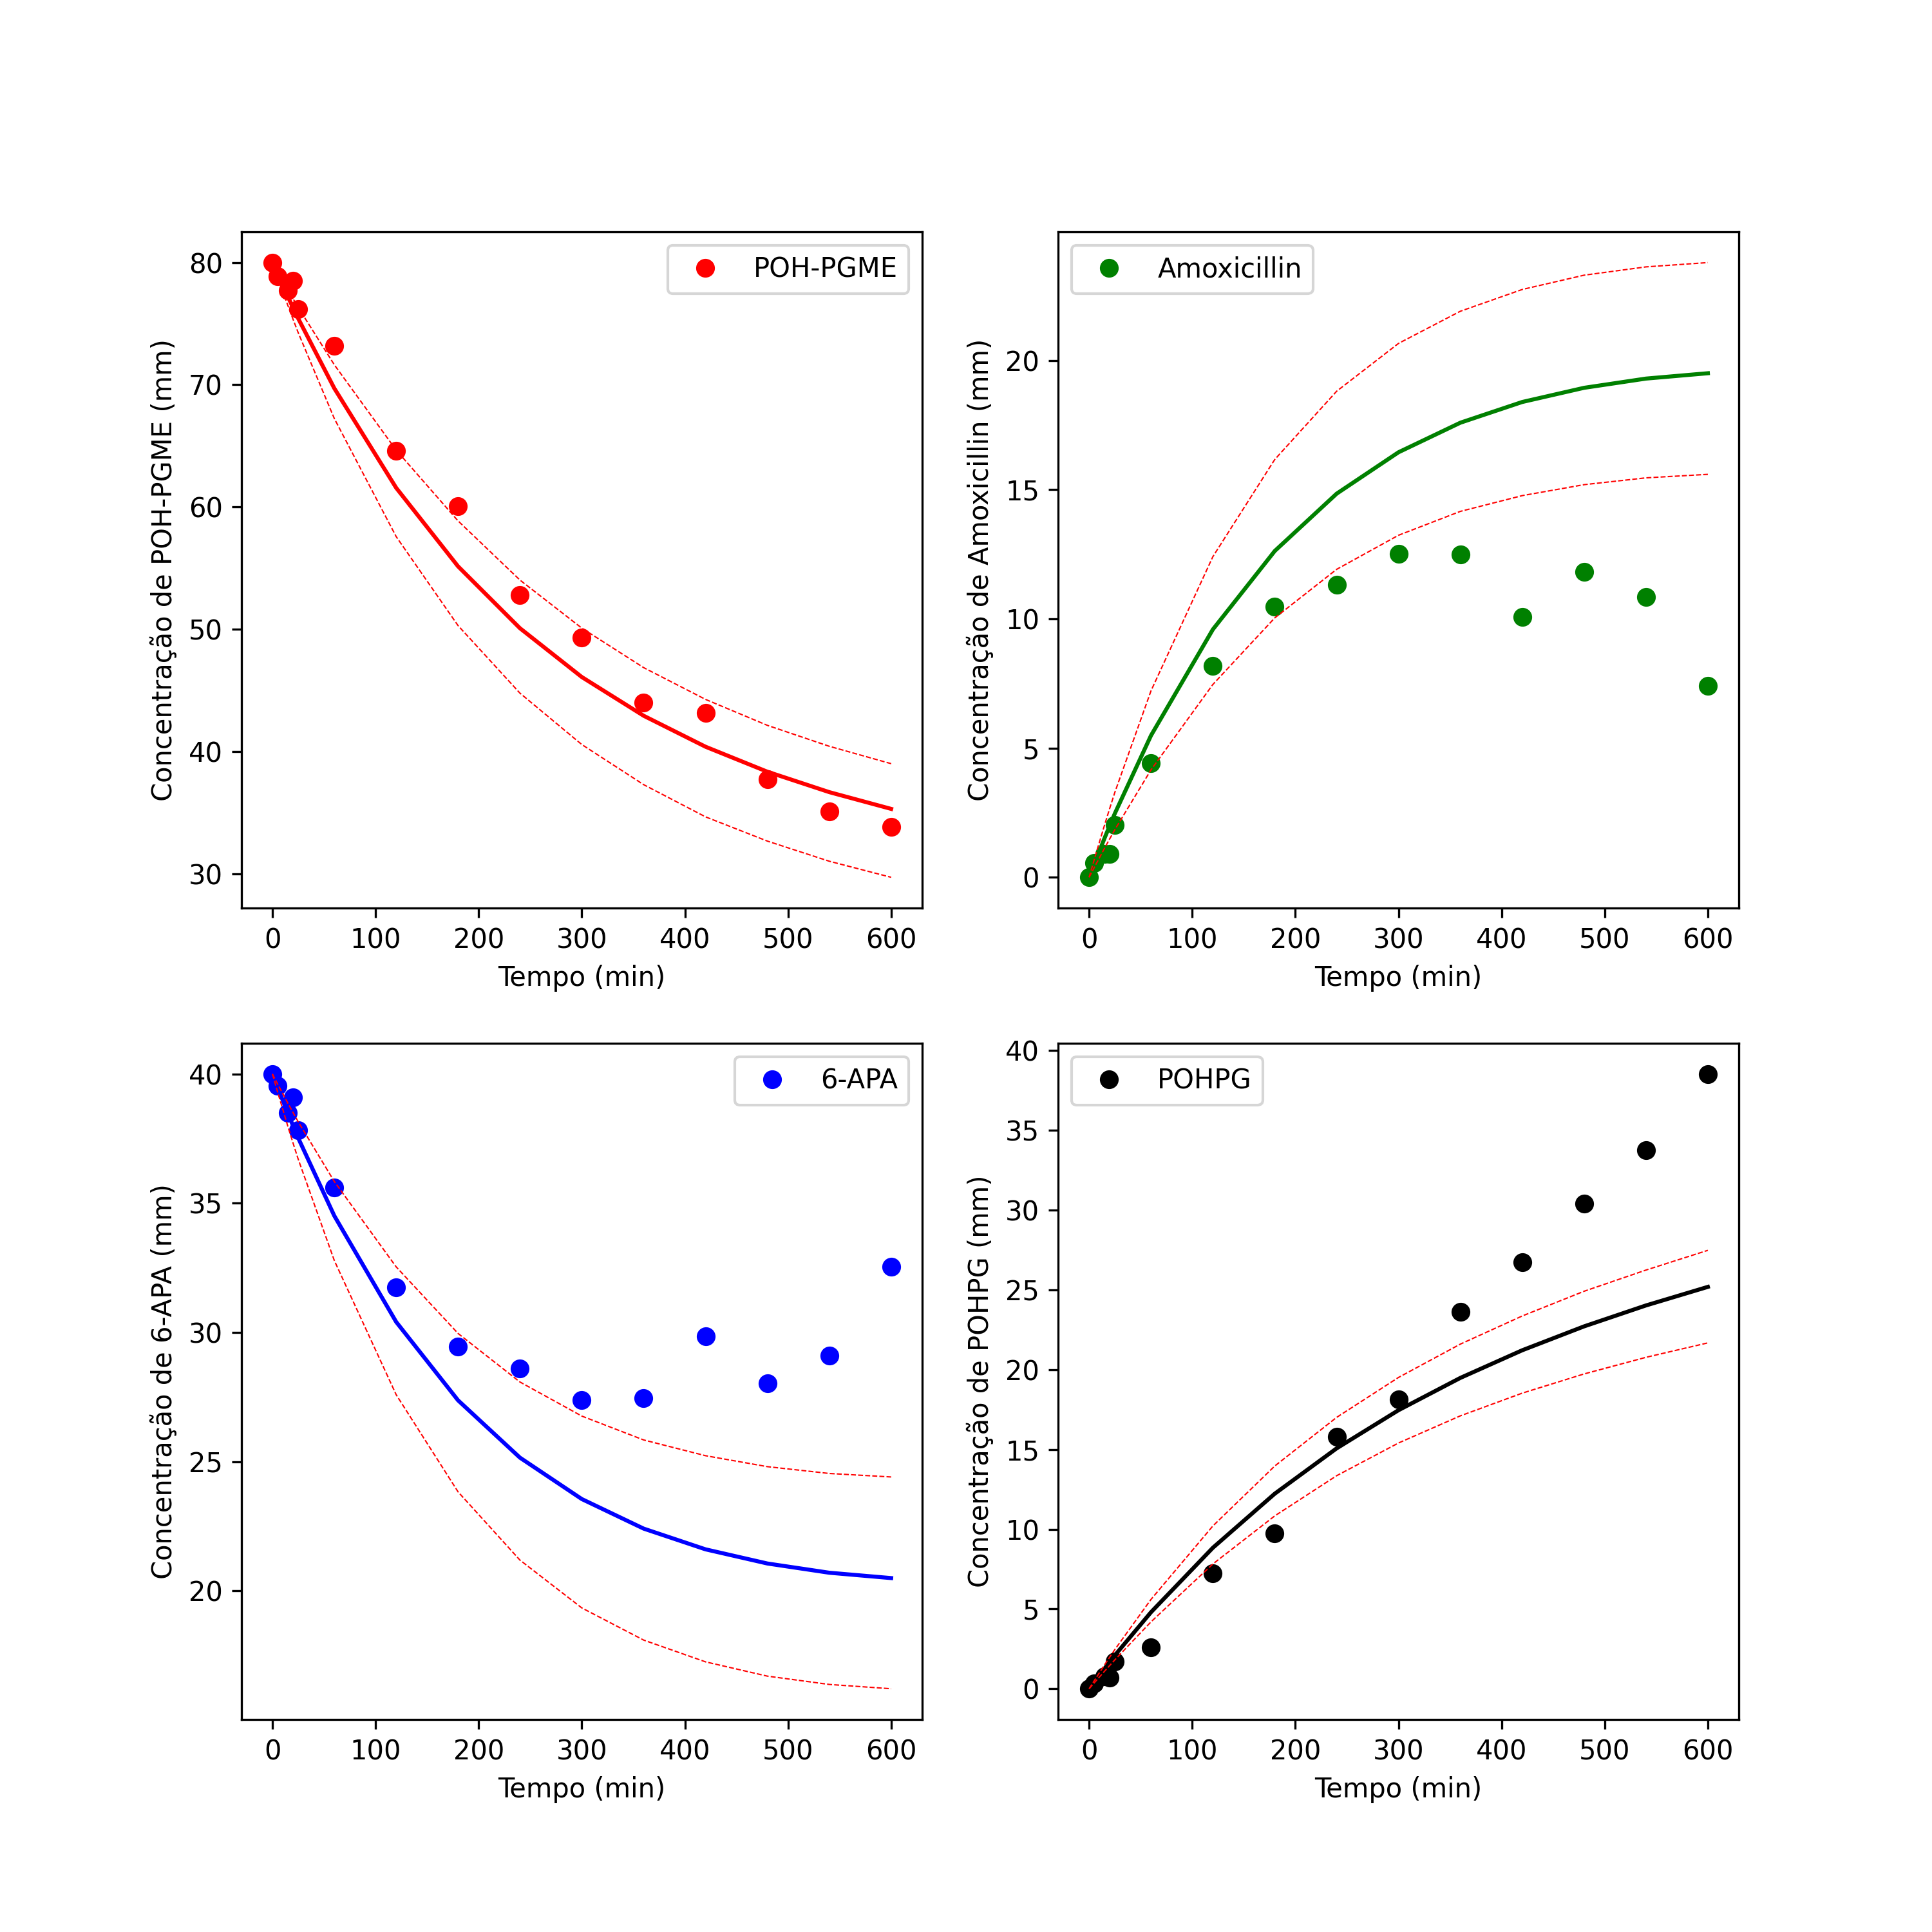 POH-PGME
Concentração de POH-PGME (mm)
80
70
60
50
40
30
0 100 200 300 400 500 600
Tempo (min)
Amoxicillin
Concentração de Amoxicillin (mm)
20
15
10
5
0
0 100 200 300 400 500 600
Tempo (min)
6-APA
Concentração de 6-APA (mm)
40
35
30
25
20
0 100 200 300 400 500 600
Tempo (min)
POHPG
Concentração de POHPG (mm)
40
35
30
25
20
15
10
5
0
0 100 200 300 400 500 600
Tempo (min)